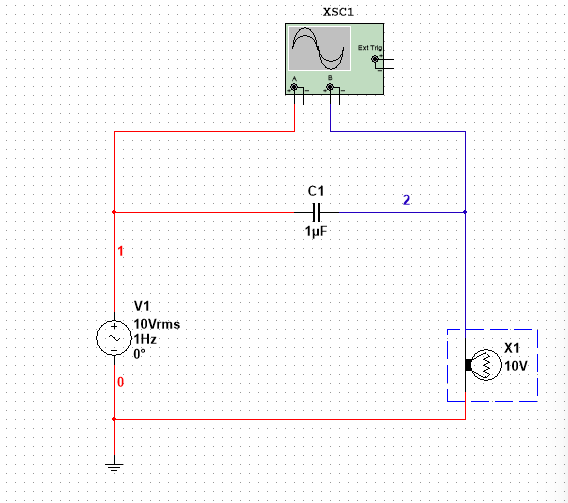 XSC1
Ext Trig
+
-
A
B
+ - + -
C1
2
1µF
1
V1
10Vrms
1Hz
0°
+
0
X1
10V